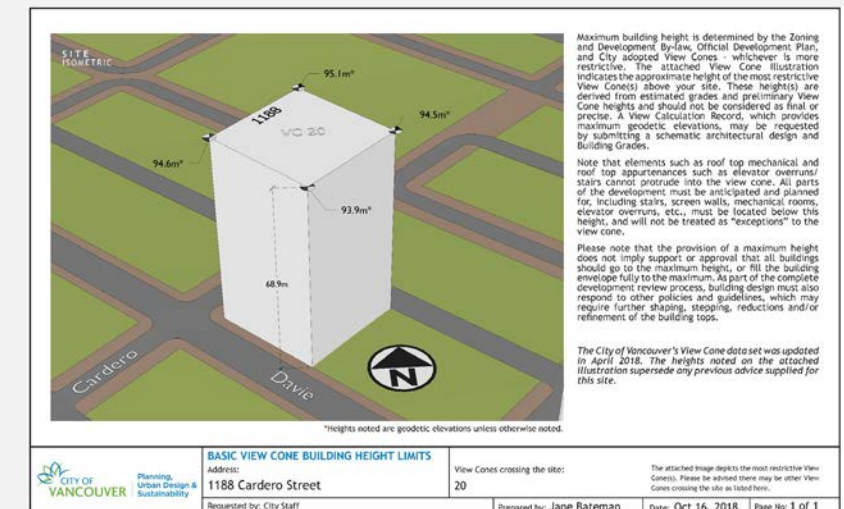 SITE
ISOMETRIC
95.1m*
1188
VC 20
94.5m*
94.6m*
93.9m*
68.9m
Cardero
Davie
N
*Heights noted are geodetic elevations unless otherwise noted.
Maximum building height is determined by the Zoning
and Development By-law, Official Development Plan,
and City adopted View Cones - whichever is more
restrictive. The attached View Cone Illustration
indicates the approximate height of the most restrictive
View Cone(s) above your site. These height(s) are
derived from estimated grades and preliminary View
Cone heights and should not be considered as final or
precise. A View Calculation Record, which provides
maximum geodetic elevations, may be requested
by submitting a schematic architectural design and
Building Grades.
Note that elements such as roof top mechanical and
roof top appurtenances such as elevator overruns/
stairs cannot protrude into the view cone. All parts
of the development must be anticipated and planned
for, including stairs, screen walls, mechanical rooms,
elevator overruns, etc., must be located below this
height, and will not be treated as "exceptions" to the
view cone.
Please note that the provision of a maximum height
does not imply support or approval that all buildings
should go to the maximum height, or fill the building
envelope fully to the maximum. As part of the complete
development review process, building design must also
respond to other policies and guidelines, which may
require further shaping, stepping, reductions and/or
refinement of the building tops.
The City of Vancouver's View Cone data set was updated
in April 2018. The heights noted on the attached
illustration supersede any previous advice supplied for
this site.
CITY OF
VANCOUVER
Planning,
Urban Design &
Sustainability
BASIC VIEW CONE BUILDING HEIGHT LIMITS
Address:
1188 Cardero Street
View Cones crossing the site:
20
The attached image depicts the most restrictive View
Cone(s). Please be advised there may be other View
Cones crossing the site as listed here.
Requested by: City Staff
Prepared by: Jane Bateman
Date: Oct 16, 2018
Page No: 1 of 1